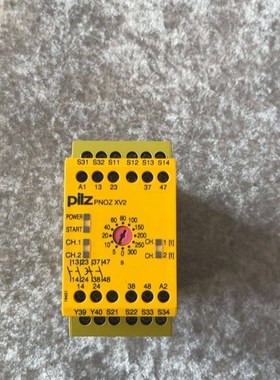 S31 S32 S11 S12 S13 S14
A1 13 23 37 47
pilz PNOZ XV2
POWER
START
CH.1
CH.2
60 80 100
40 150
20 200
10 250
5 0 300
s
CH.1 [t]
CH.2 [t]
13 23 37 47
14 24 38 48
14 24 38 48 A2
Y39 Y40 S21 S22 S33 S34